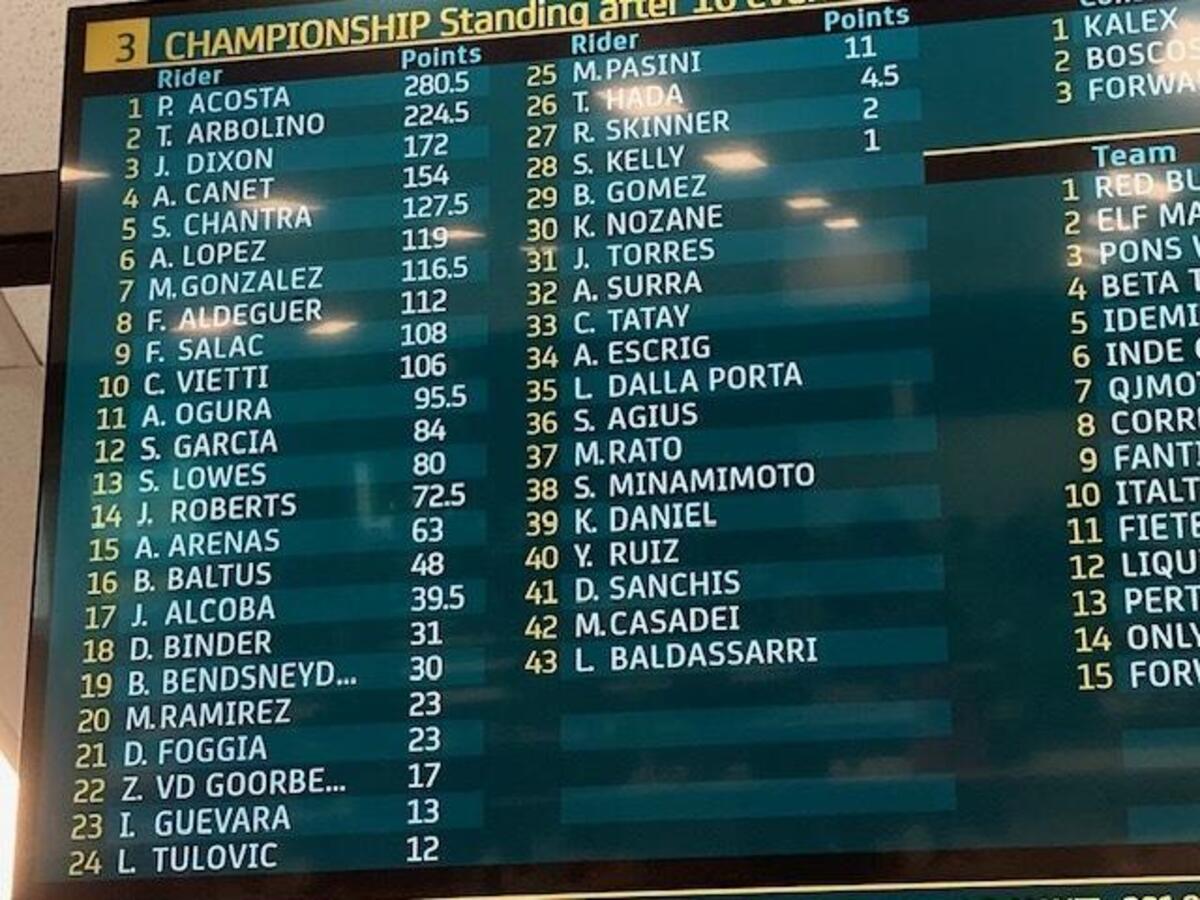 3 CHAMPIONSHIP Standing after 16
Rider Points
1 P. ACOSTA 280.5
2 T. ARBOLINO 224.5
3 J. DIXON 172
4 A. CANET 154
5 S. CHANTRA 127.5
6 A. LOPEZ 119
7 M.GONZALEZ 116.5
8 F. ALDEGUER 112
9 F. SALAC 108
10 C. VIETTI 106
11 A. OGURA 95.5
12 S. GARCIA 84
13 S. LOWES 80
14 J. ROBERTS 72.5
15 A. ARENAS 63
16 B. BALTUS 48
17 J. ALCOBA 39.5
18 D. BINDER 31
19 B. BENDSNEYD... 30
20 M.RAMIREZ 23
21 D. FOGGIA 23
22 Z. VD GOORBE... 17
23 I. GUEVARA 13
24 L. TULOVIC 12
Rider Points
25 M.PASINI 11
26 T. HADA 4.5
27 R. SKINNER 2
28 S. KELLY 1
29 B. GOMEZ
30 K. NOZANE
31 J. TORRES
32 A. SURRA
33 C. TATAY
34 A. ESCRIG
35 L. DALLA PORTA
36 S. AGIUS
37 M.RATO
38 S. MINAMIMOTO
39 K. DANIEL
40 Y. RUIZ
41 D. SANCHIS
42 M.CASADEI
43 L. BALDASSARRI
1 KALEX
2 BOSCOS
3 FORWA
Team
1 RED BU
2 ELF MA
3 PONS
4 BETA T
5 IDEMI
6 INDE
7 QJMOT
8 CORR
9 FANTI
10 ITALT
11 FIETE
12 LIQU
13 PERT
14 ONLY
15 FORW